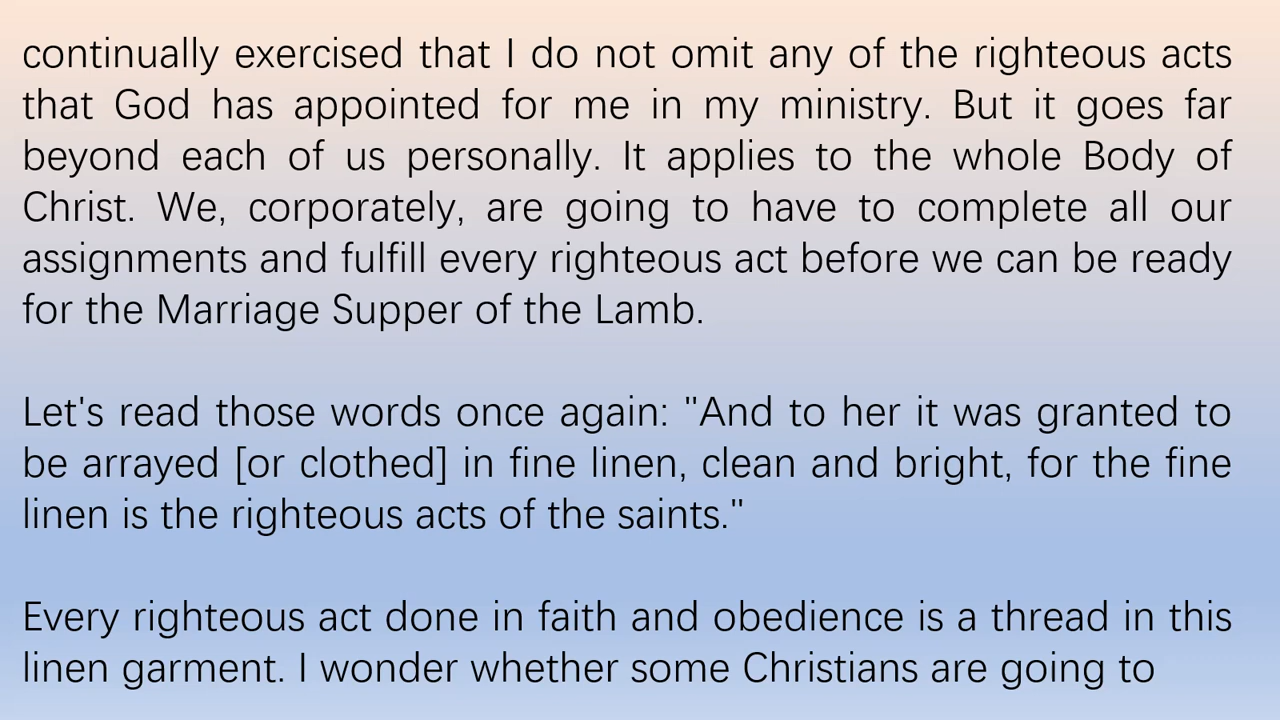 continually exercised that I do not omit any of the righteous acts
that God has appointed for me in my ministry. But it goes far
beyond each of us personally. It applies to the whole Body of
Christ. We, corporately, are going to have to complete all our
assignments and fulfill every righteous act before we can be ready
for the Marriage Supper of the Lamb.
Let's read those words once again: "And to her it was granted to
be arrayed [or clothed] in fine linen, clean and bright, for the fine
linen is the righteous acts of the saints."
Every righteous act done in faith and obedience is a thread in this
linen garment. I wonder whether some Christians are going to